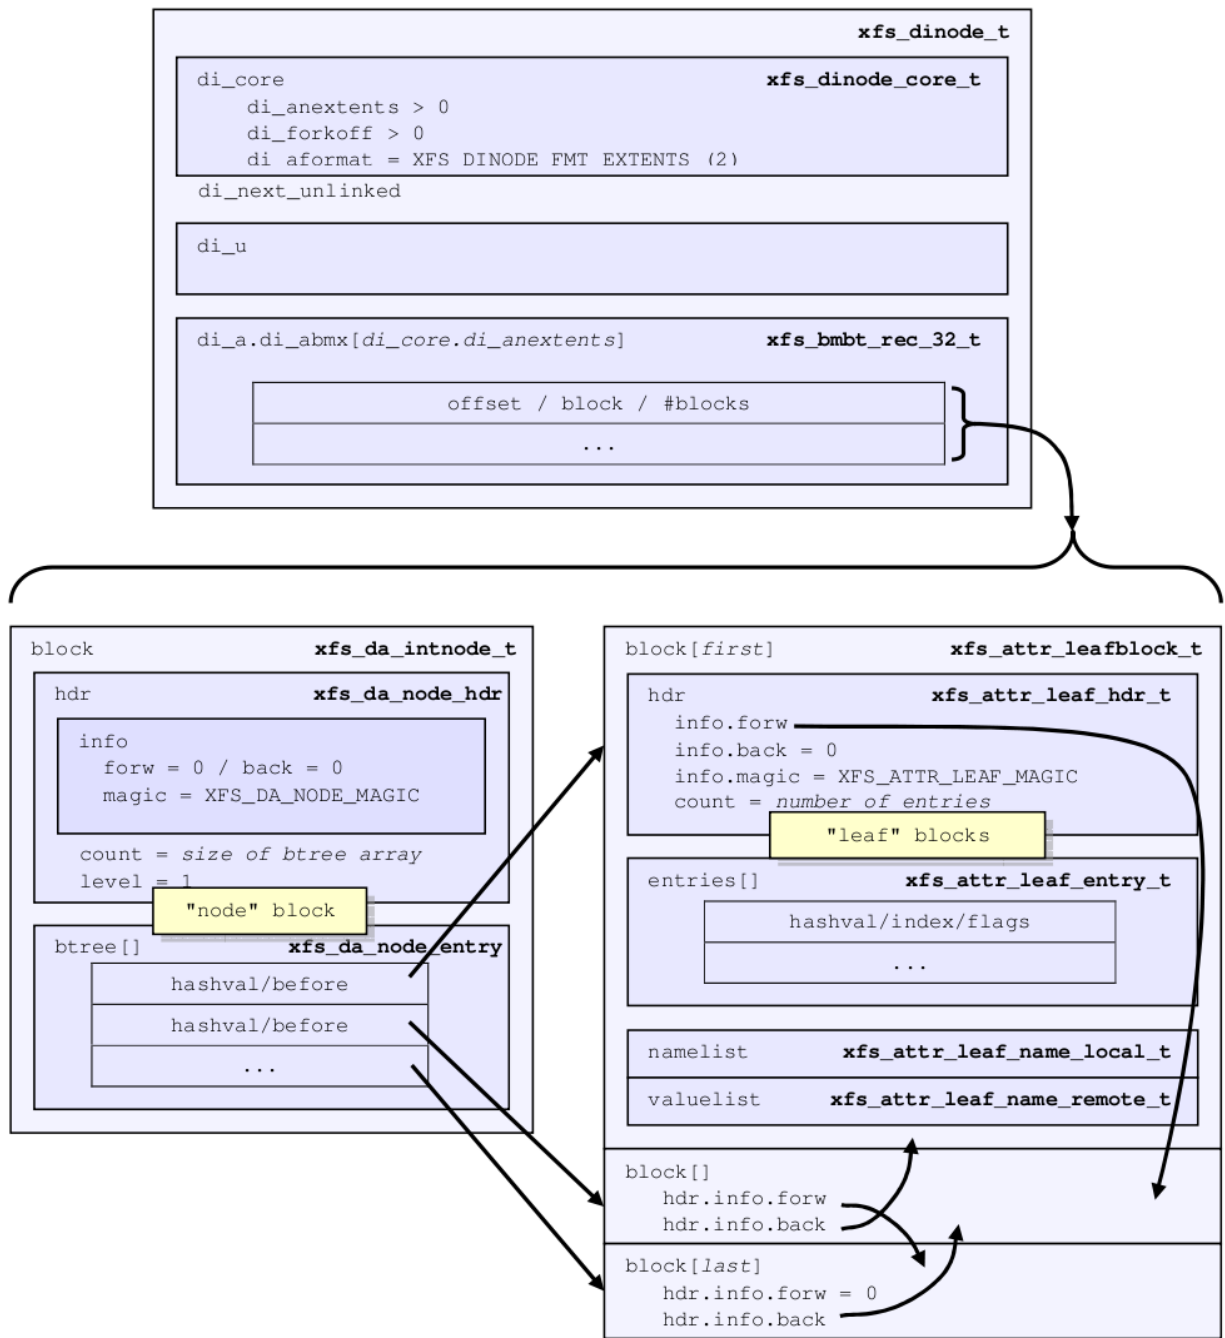 xfs_dinode_t
di_core xfs_dinode_core_t
di_anextents > 0
di_forkoff > 0
di_aformat = XFS_DINODE_FMT_EXTENTS (2)
di_next_unlinked
di_u
di_a.di_abmx[di_core.di_anextents] xfs_bmbt_rec_32_t
offset / block / #blocks
...
block xfs_da_intnode_t
hdr xfs_da_node_hdr
info
forw = 0 / back = 0
magic = XFS_DA_NODE_MAGIC
count = size of btree array
level = 1
"node" block
btree[] xfs_da_node_entry
hashval/before
hashval/before
...
block[first] xfs_attr_leafblock_t
hdr xfs_attr_leaf_hdr_t
info.forw
info.back = 0
info.magic = XFS_ATTR_LEAF_MAGIC
count = number of entries
"leaf" blocks
entries[] xfs_attr_leaf_entry_t
hashval/index/flags
...
namelist xfs_attr_leaf_name_local_t
valuelist xfs_attr_leaf_name_remote_t
block[]
hdr.info.forw
hdr.info.back
block[last]
hdr.info.forw = 0
hdr.info.back